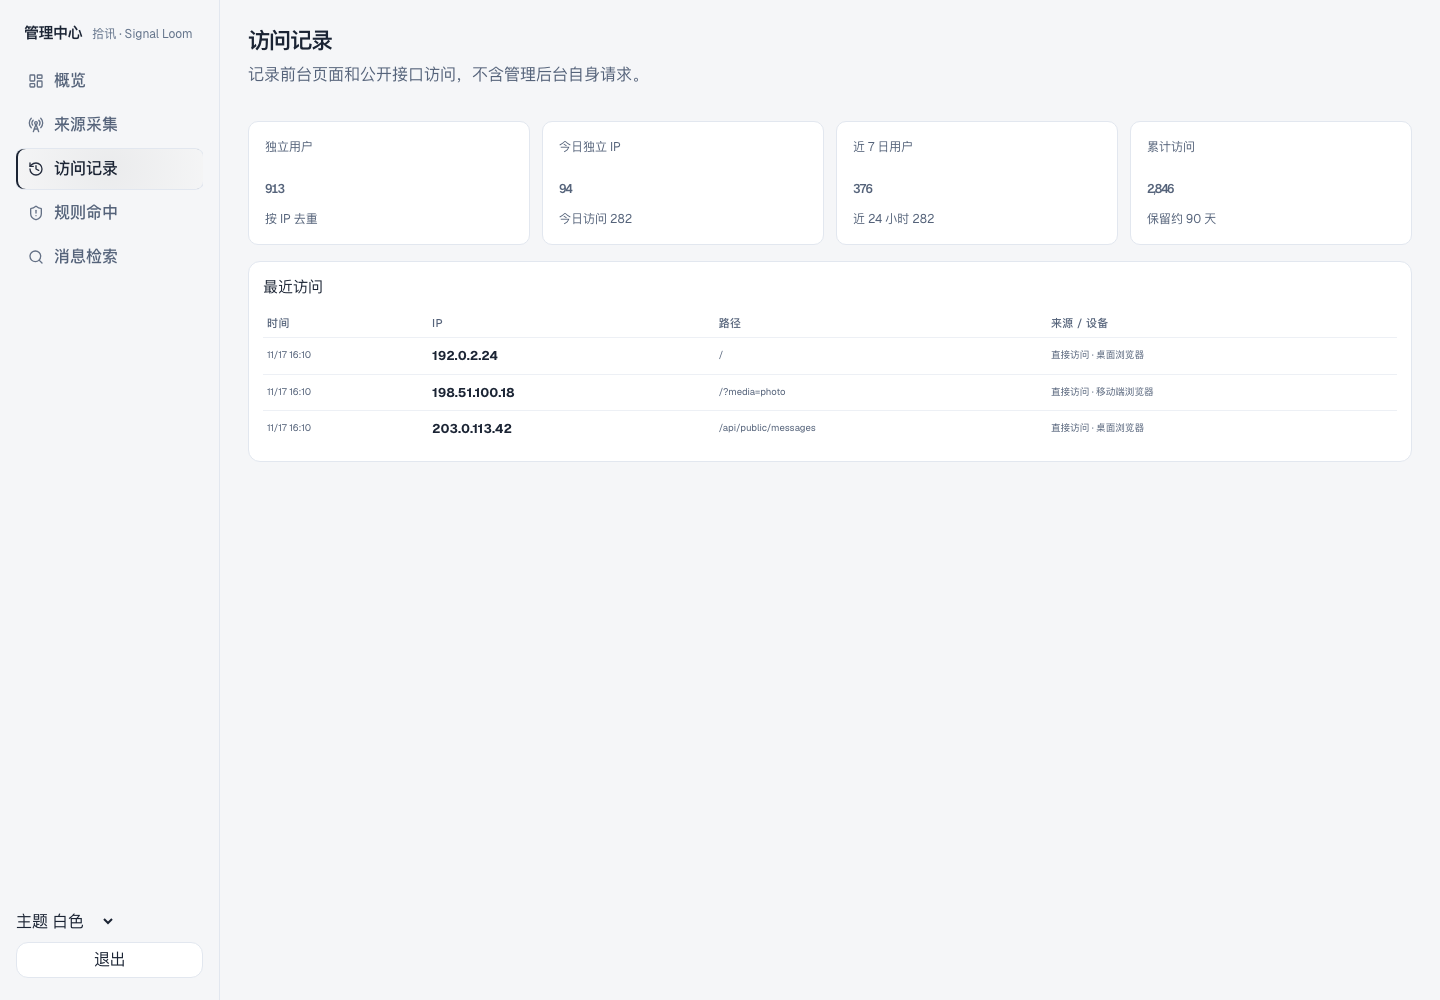 管理中心 拾讯 · Signal Loom
概览
来源采集
访问记录
规则命中
消息检索
主题 白色
退出
访问记录
记录前台页面和公开接口访问，不含管理后台自身请求。
独立用户
913
按 IP 去重
今日独立 IP
94
今日访问 282
近 7 日用户
376
近 24 小时 282
累计访问
2,846
保留约 90 天
最近访问
时间 IP 路径 来源 / 设备
11/17 16:10 192.0.2.24 / 直接访问 · 桌面浏览器
11/17 16:10 198.51.100.18 /?media=photo 直接访问 · 移动端浏览器
11/17 16:10 203.0.113.42 /api/public/messages 直接访问 · 桌面浏览器